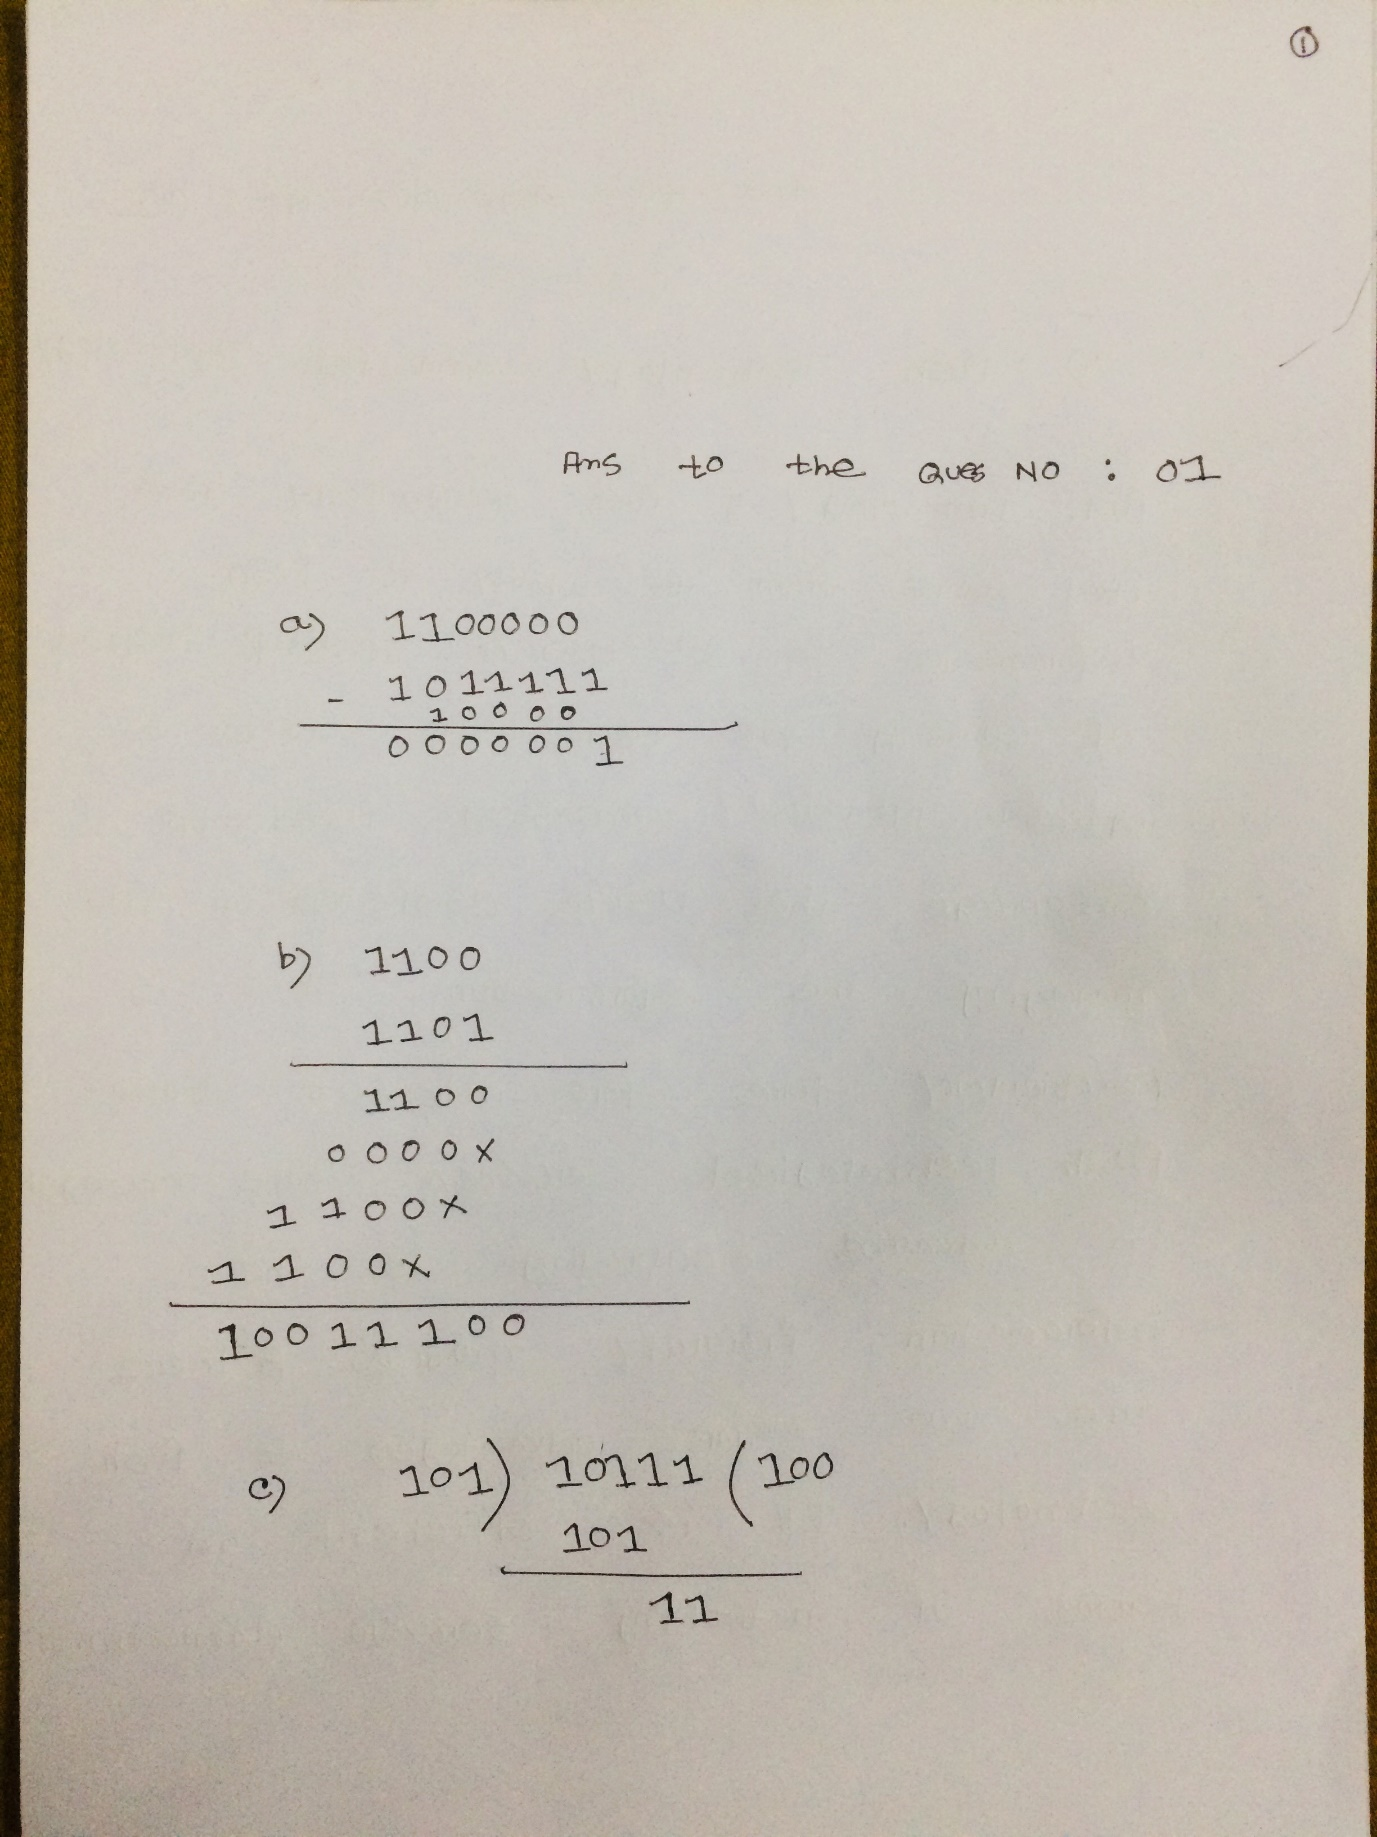 ①
Ans to the Ques NO : 01
a) 1100000
- 1011111
10000
0000001
b) 1100
1101
1100
0000x
1100x
1100x
10011100
c) 101) 10111 (100
101
11